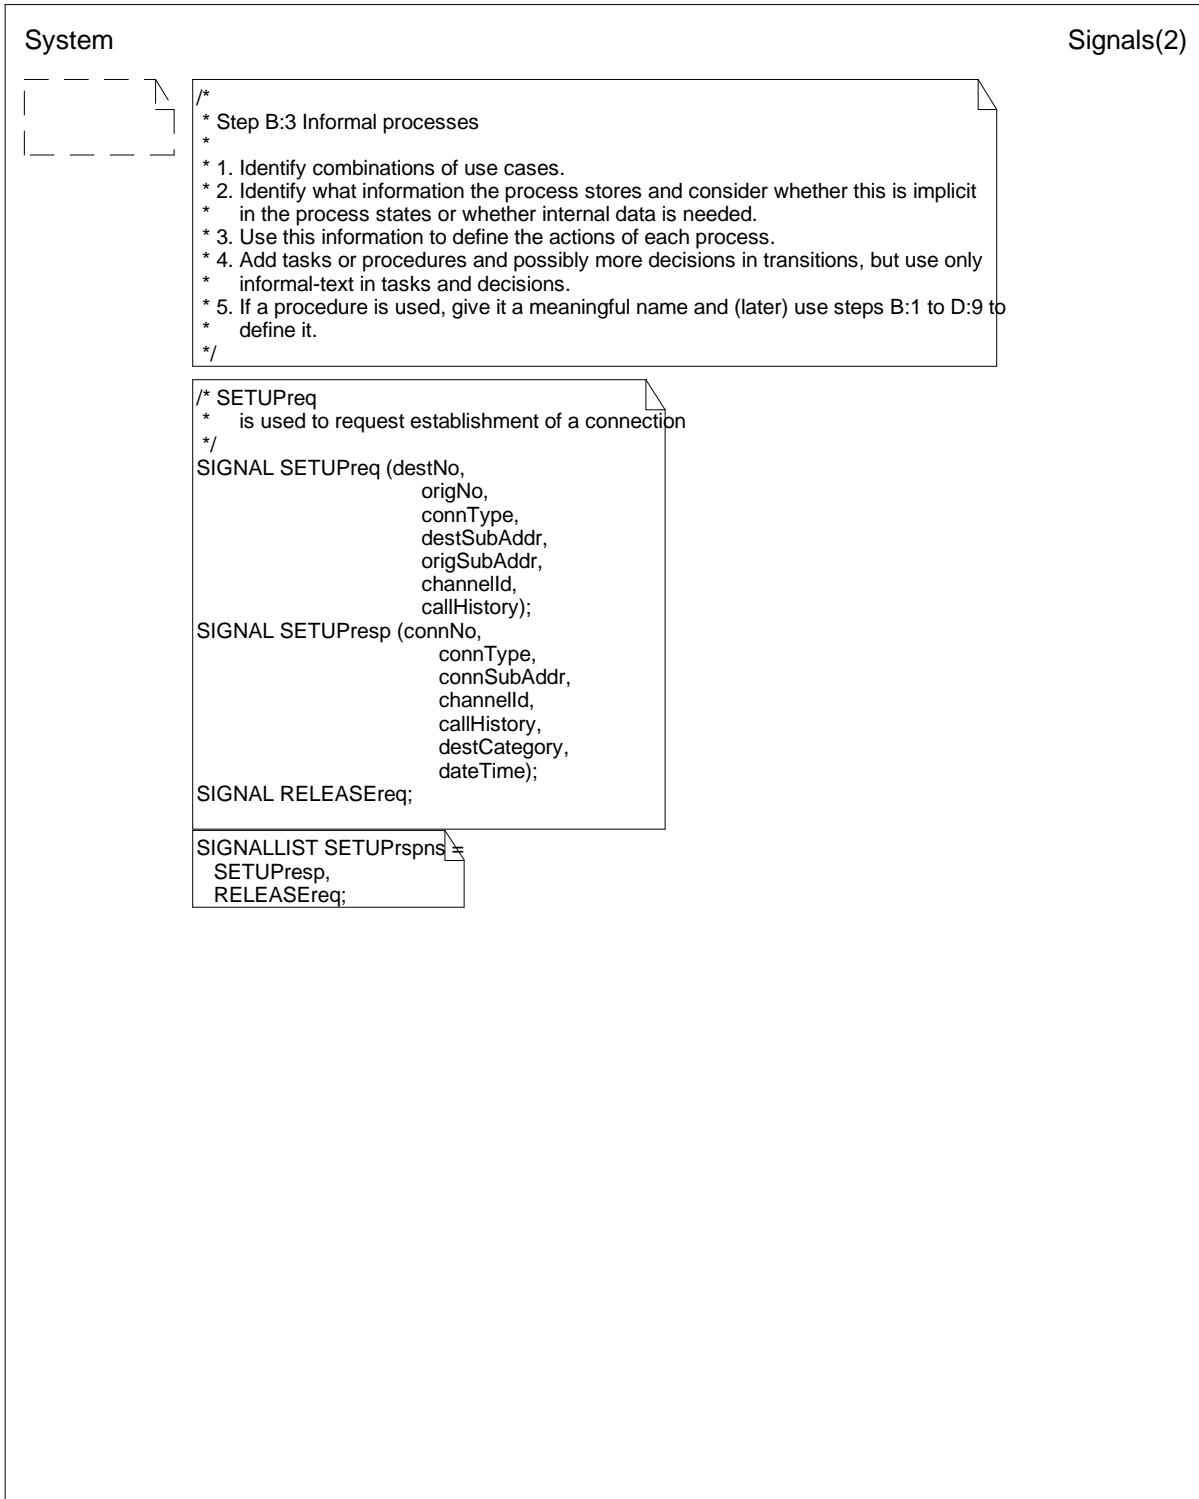 System
Signals(2)
/*
* Step B:3 Informal processes
*
* 1. Identify combinations of use cases.
* 2. Identify what information the process stores and consider whether this is implicit
*    in the process states or whether internal data is needed.
* 3. Use this information to define the actions of each process.
* 4. Add tasks or procedures and possibly more decisions in transitions, but use only
*    informal-text in tasks and decisions.
* 5. If a procedure is used, give it a meaningful name and (later) use steps B:1 to D:9 to
*    define it.
*/
/* SETUPreq
*    is used to request establishment of a connection
*/
SIGNAL SETUPreq (destNo,
origNo,
connType,
destSubAddr,
origSubAddr,
channelId,
callHistory);
SIGNAL SETUPresp (connNo,
connType,
connSubAddr,
channelId,
callHistory,
destCategory,
dateTime);
SIGNAL RELEASEreq;
SIGNALLIST SETUPrspns =
SETUPresp,
RELEASEreq;